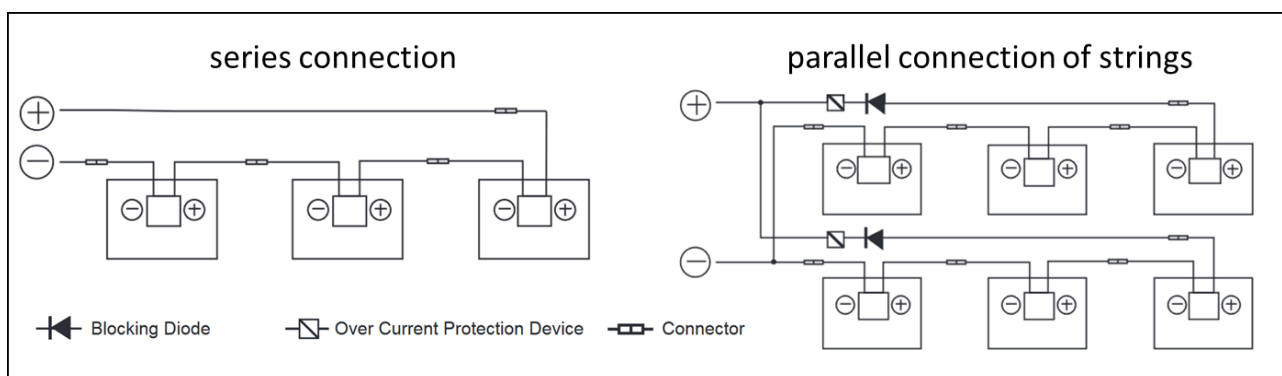 series connection
parallel connection of strings
+
−
− +
− +
− +
+
−
− +
− +
− +
− +
− +
− +
Blocking Diode
Over Current Protection Device
Connector